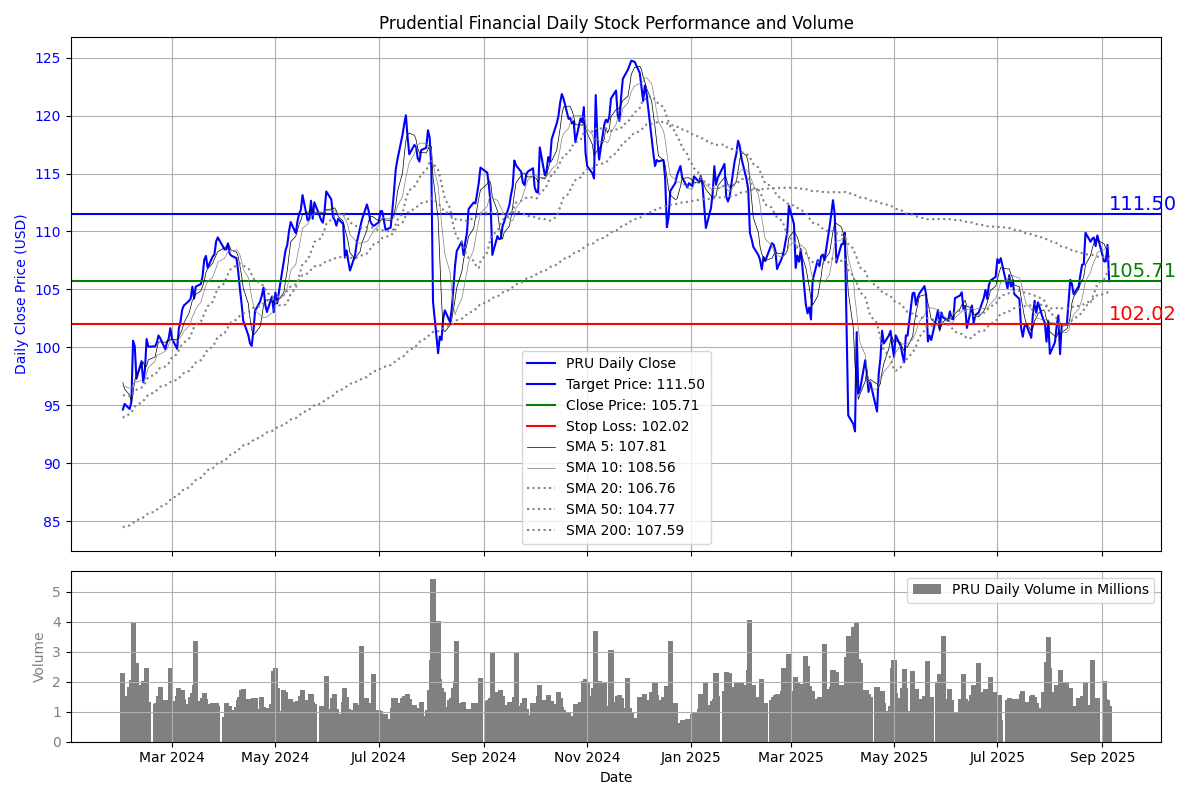 Prudential Financial Daily Stock Performance and Volume
Daily Close Price (USD)
125
120
115
110
105
100
95
90
85
111.50
105.71
102.02
PRU Daily Close
Target Price: 111.50
Close Price: 105.71
Stop Loss: 102.02
SMA 5: 107.81
SMA 10: 108.56
SMA 20: 106.76
SMA 50: 104.77
SMA 200: 107.59
Volume
5
4
3
2
1
0
PRU Daily Volume in Millions
Mar 2024 May 2024 Jul 2024 Sep 2024 Nov 2024 Jan 2025 Mar 2025 May 2025 Jul 2025 Sep 2025
Date